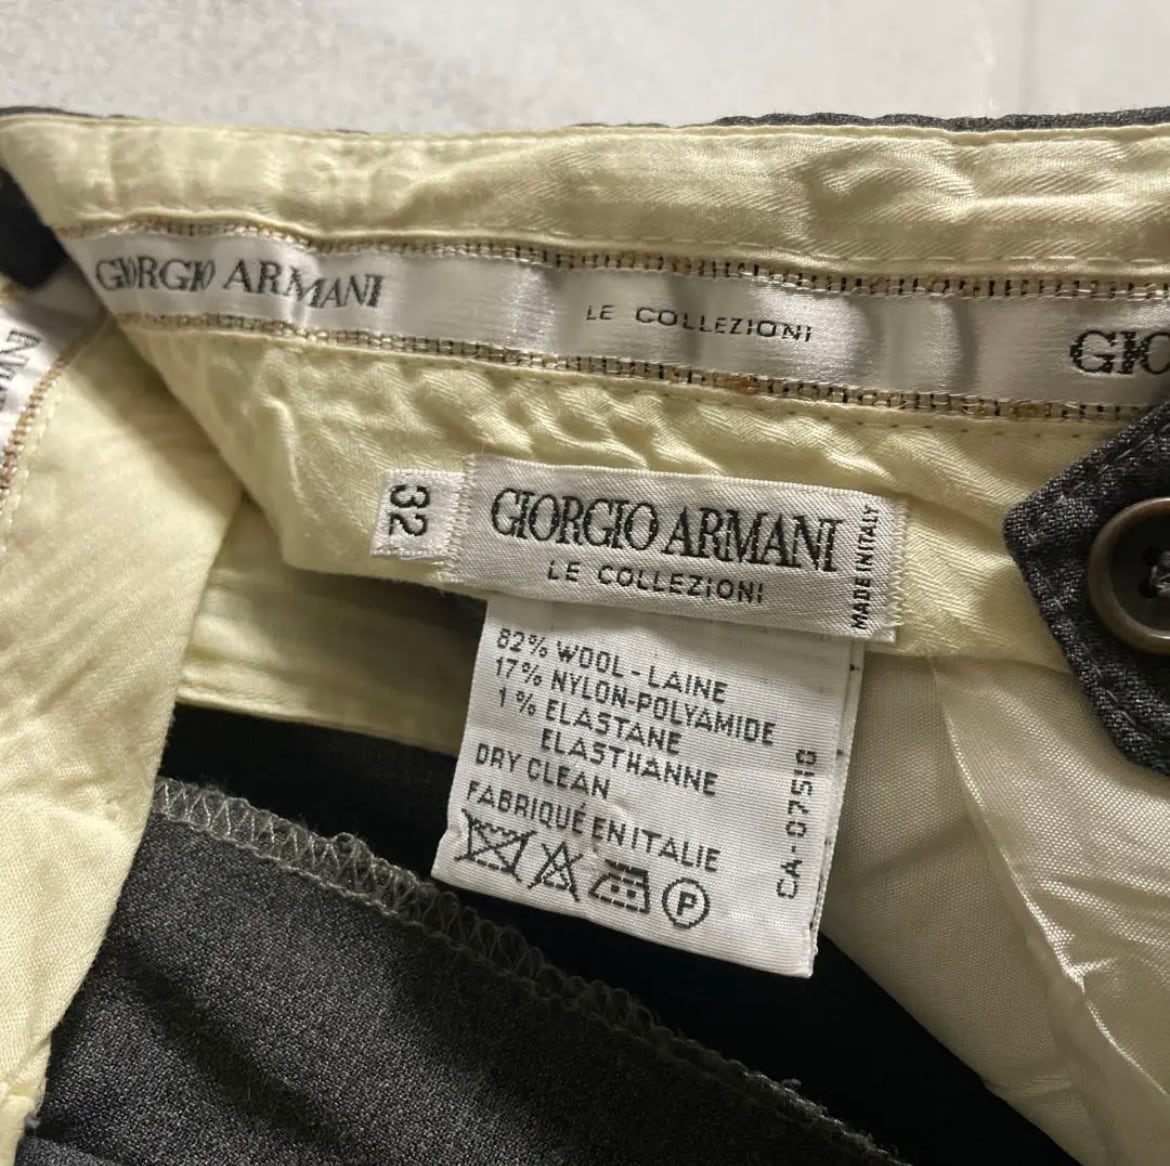 GIORGIO ARMANI
LE COLLEZIONI
GIO
32
GIORGIO ARMANI
LE COLLEZIONI
MADE IN ITALY
82% WOOL-LAINE
17% NYLON-POLYAMIDE
1% ELASTANE
ELASTHANNE
DRY CLEAN
FABRIQUÉ EN ITALIE
P
CA-07510